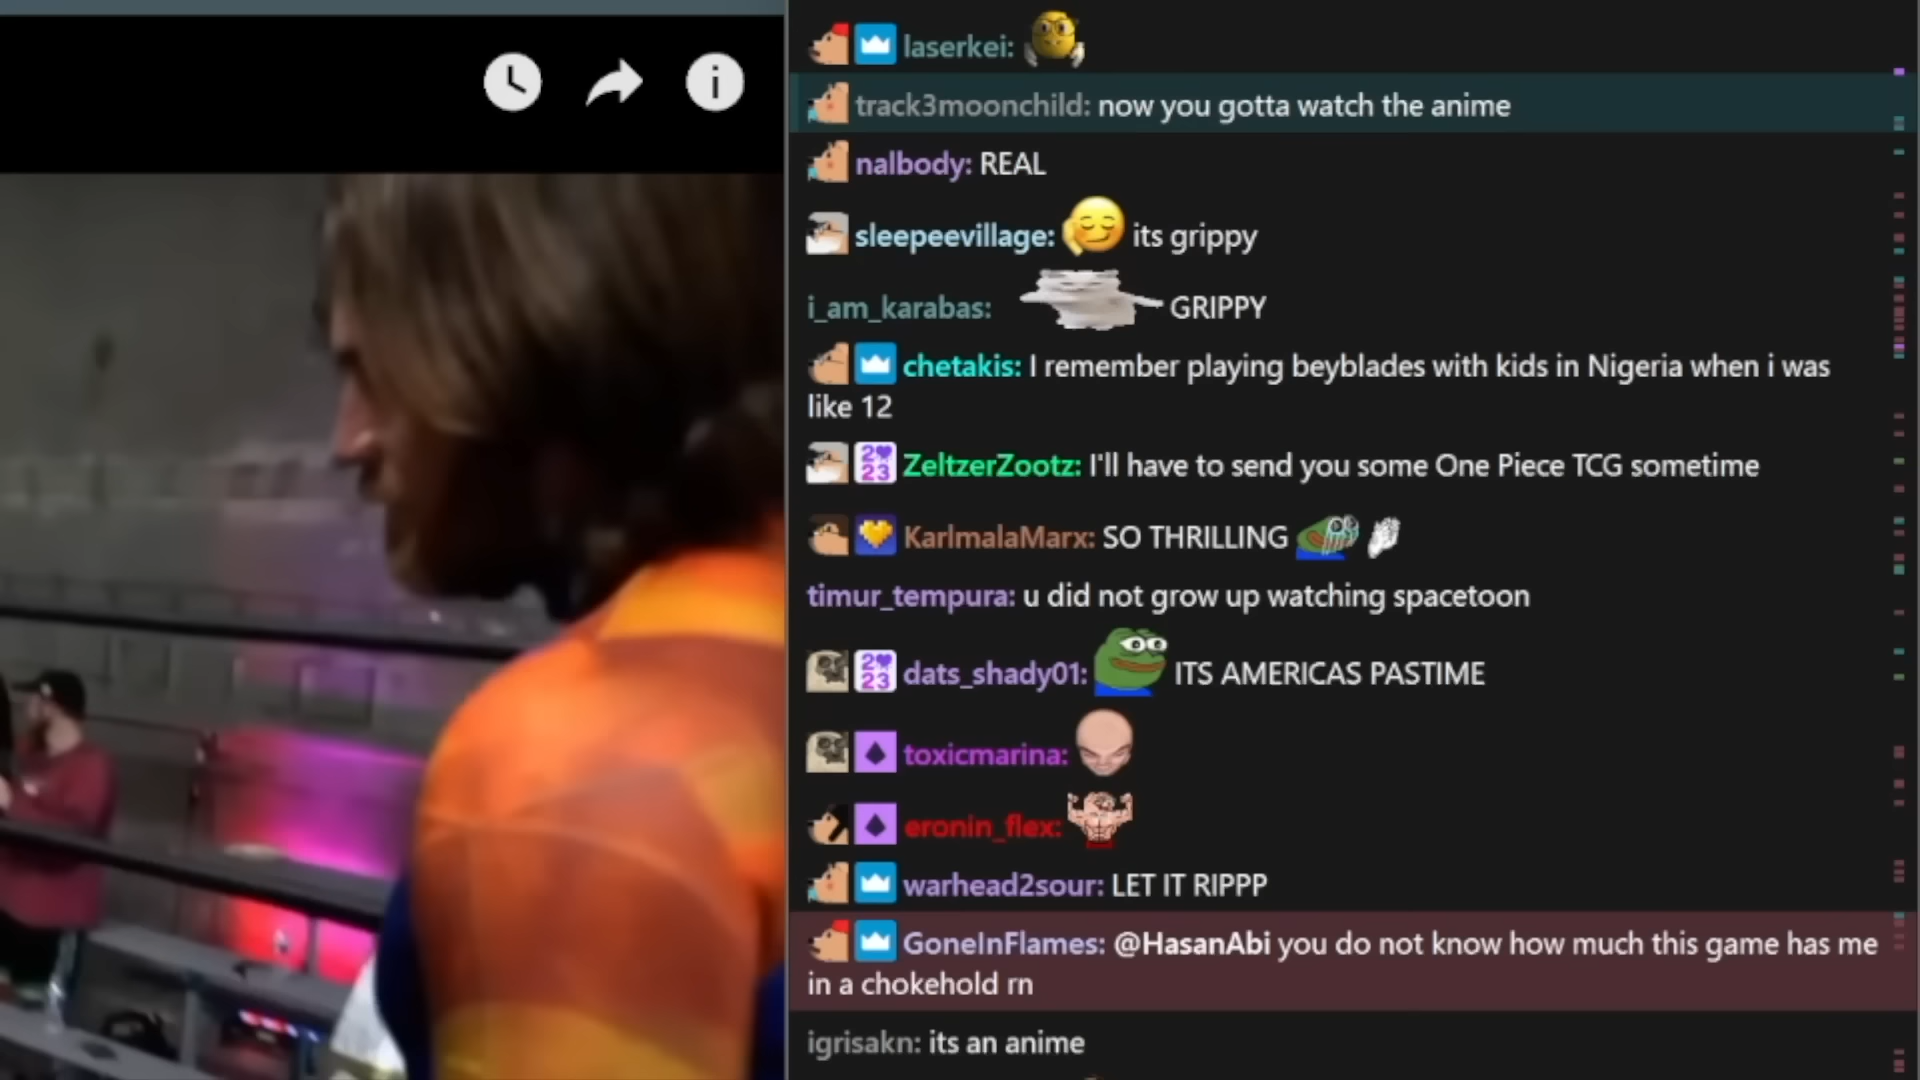 laserkei:
track3moonchild: now you gotta watch the anime
nalbody: REAL
sleepeevillage: its grippy
i_am_karabas: GRIPPY
chetakis: I remember playing beyblades with kids in Nigeria when i was
like 12
2 23 ZeltzerZootz: I'll have to send you some One Piece TCG sometime
KarlmalaMarx: SO THRILLING
timur_tempura: u did not grow up watching spacetoon
2 23 dats_shady01: ITS AMERICAS PASTIME
toxicmarina:
eronin_flex:
warhead2sour: LET IT RIPPP
GoneInFlames: @HasanAbi you do not know how much this game has me
in a chokehold rn
igrisakn: its an anime